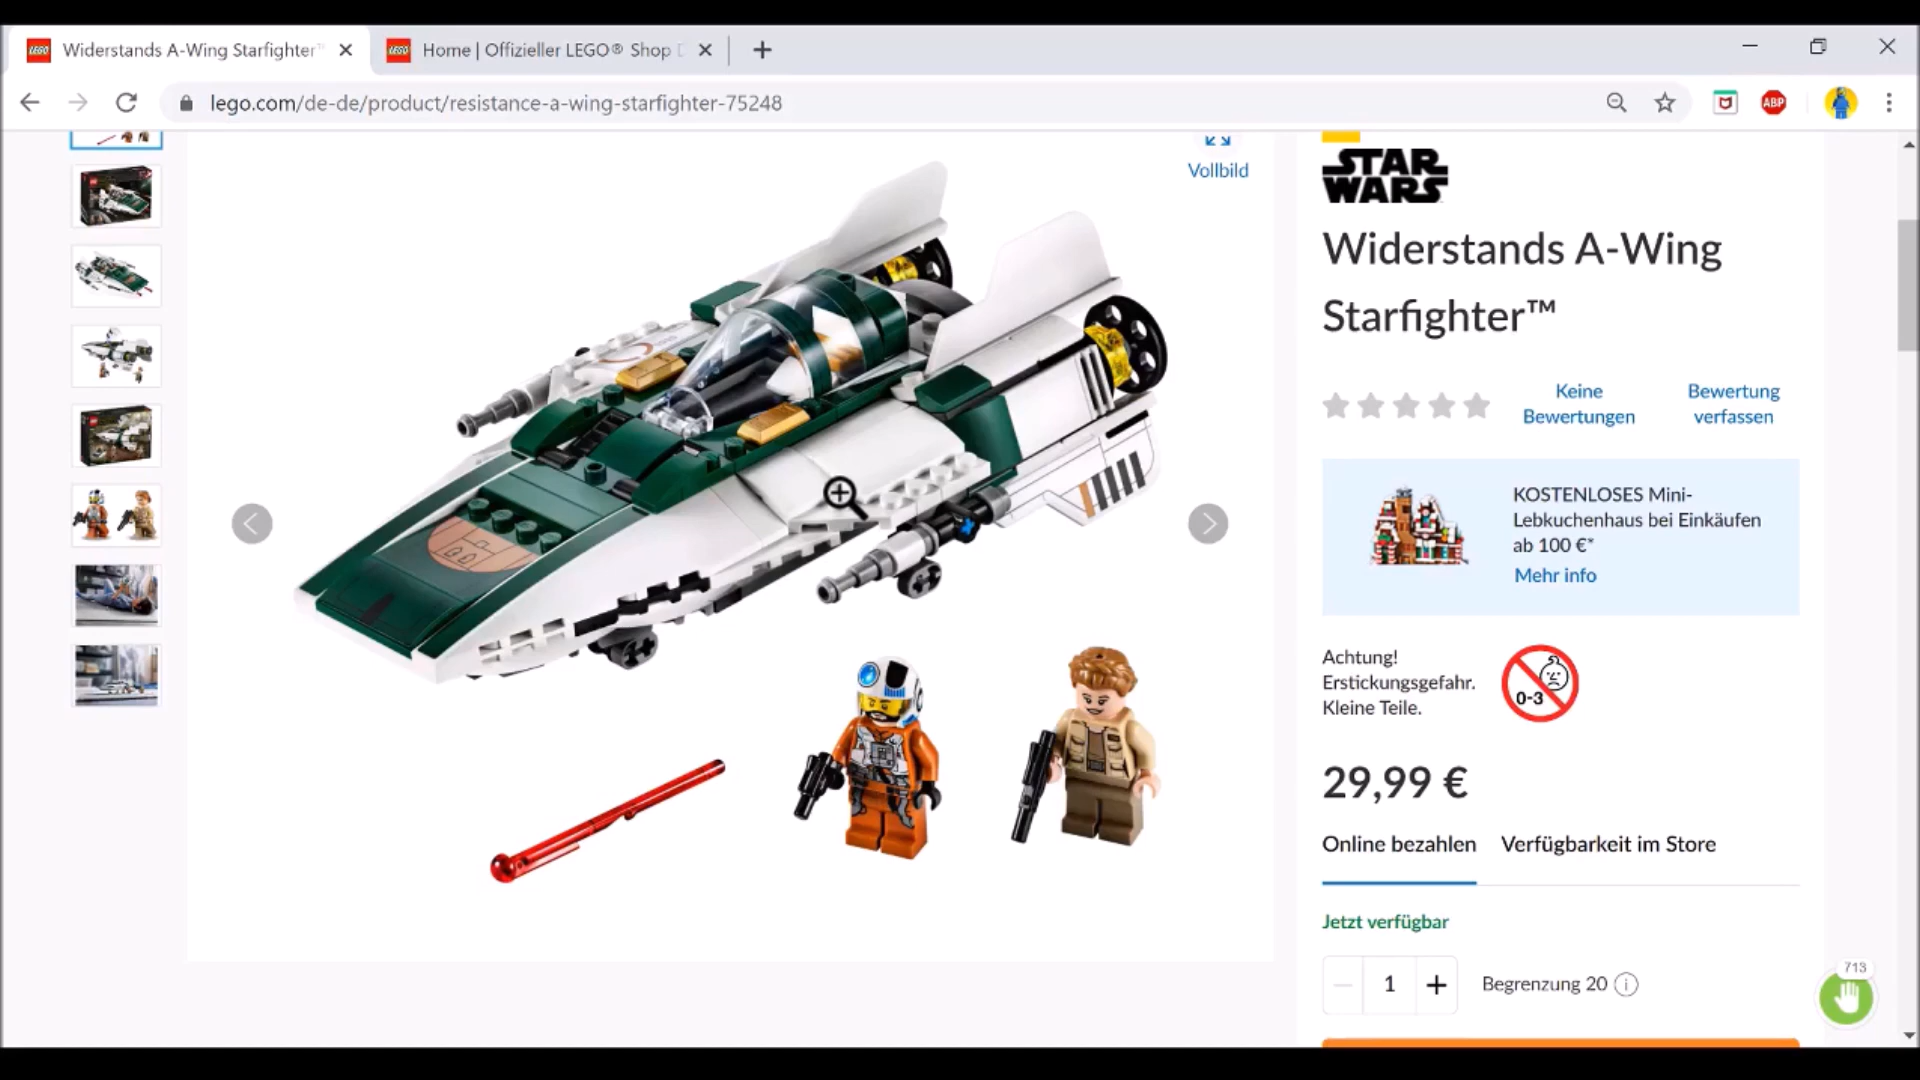 Widerstands A-Wing Starfighter™
Home | Offizieller LEGO® Shop D
lego.com/de-de/product/resistance-a-wing-starfighter-75248
ABP
Vollbild
STAR
WARS
Widerstands A-Wing
Starfighter™
Keine
Bewertungen
Bewertung
verfassen
KOSTENLOSES Mini-
Lebkuchenhaus bei Einkäufen
ab 100 €*
Mehr info
Achtung!
Erstickungsgefahr.
Kleine Teile.
0-3
29,99 €
Online bezahlen
Verfügbarkeit im Store
Jetzt verfügbar
1
Begrenzung 20
713